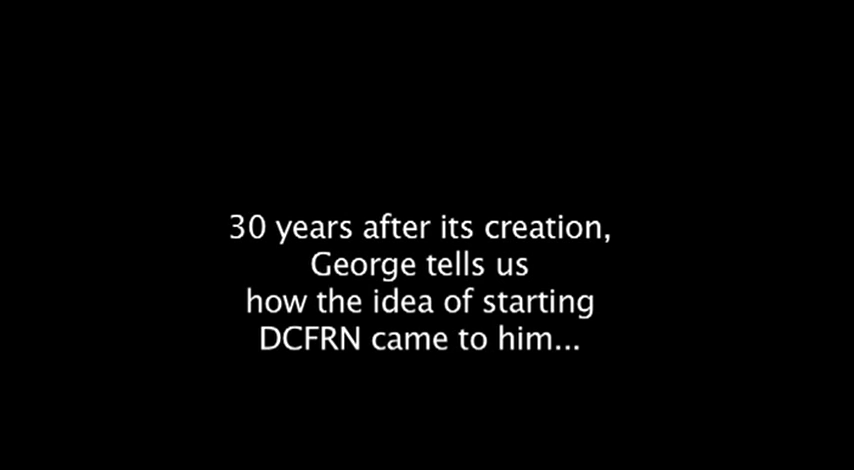 30 years after its creation,
George tells us
how the idea of starting
DCFRN came to him...